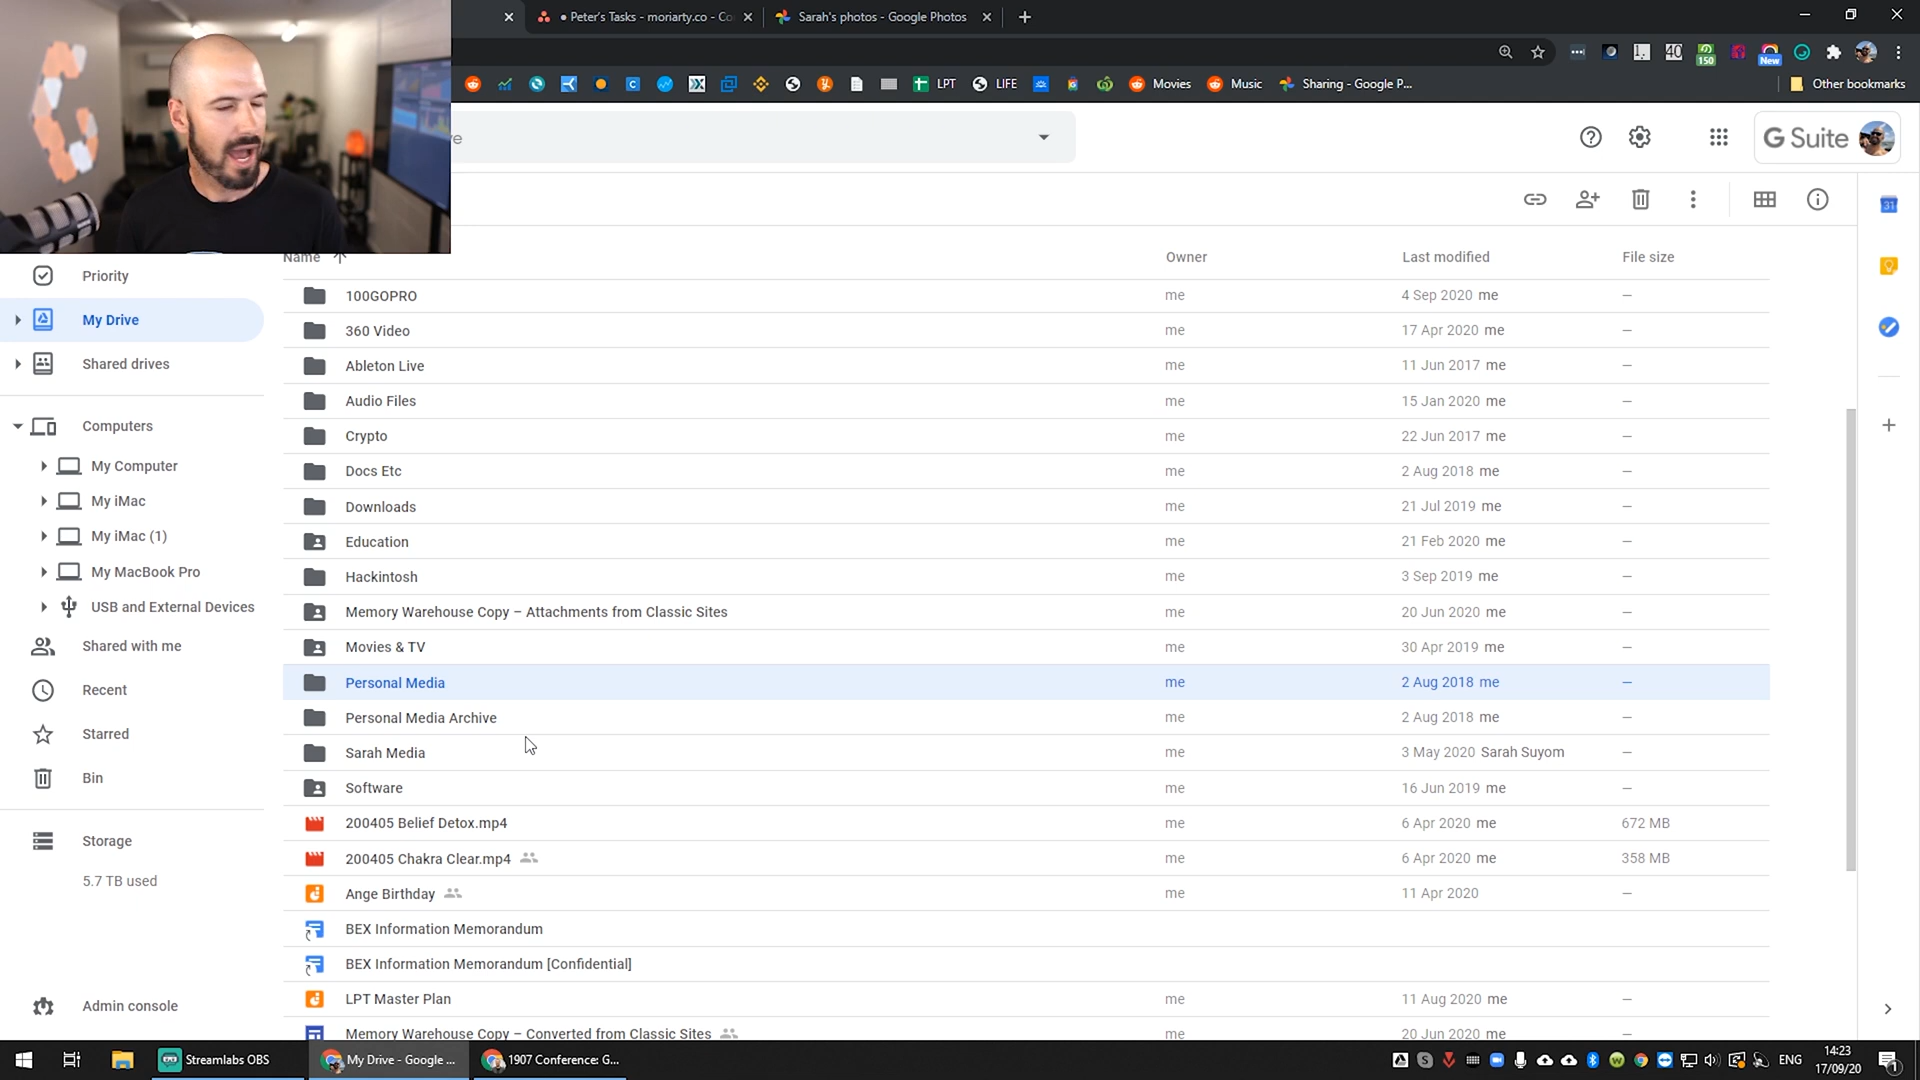 Peter's Tasks - moriarty.co - Co
Sarah's photos - Google Photos
150
New
LPT
LIFE
Movies
Music
Sharing - Google P...
Other bookmarks
G Suite
Name
Owner
Last modified
File size
Priority
My Drive
Shared drives
Computers
My Computer
My iMac
My iMac (1)
My MacBook Pro
USB and External Devices
Shared with me
Recent
Starred
Bin
Storage
5.7 TB used
Admin console
100GOPRO me 4 Sep 2020 me –
360 Video me 17 Apr 2020 me –
Ableton Live me 11 Jun 2017 me –
Audio Files me 15 Jan 2020 me –
Crypto me 22 Jun 2017 me –
Docs Etc me 2 Aug 2018 me –
Downloads me 21 Jul 2019 me –
Education me 21 Feb 2020 me –
Hackintosh me 3 Sep 2019 me –
Memory Warehouse Copy – Attachments from Classic Sites me 20 Jun 2020 me –
Movies & TV me 30 Apr 2019 me –
Personal Media me 2 Aug 2018 me –
Personal Media Archive me 2 Aug 2018 me –
Sarah Media me 3 May 2020 Sarah Suyom –
Software me 16 Jun 2019 me –
200405 Belief Detox.mp4 me 6 Apr 2020 me 672 MB
200405 Chakra Clear.mp4 me 6 Apr 2020 me 358 MB
Ange Birthday me 11 Apr 2020 –
BEX Information Memorandum
BEX Information Memorandum [Confidential]
LPT Master Plan me 11 Aug 2020 me –
Memory Warehouse Copy – Converted from Classic Sites me 20 Jun 2020 me –
31
Streamlabs OBS
My Drive - Google ...
1907 Conference: G...
ENG
14:23
17/09/20
1